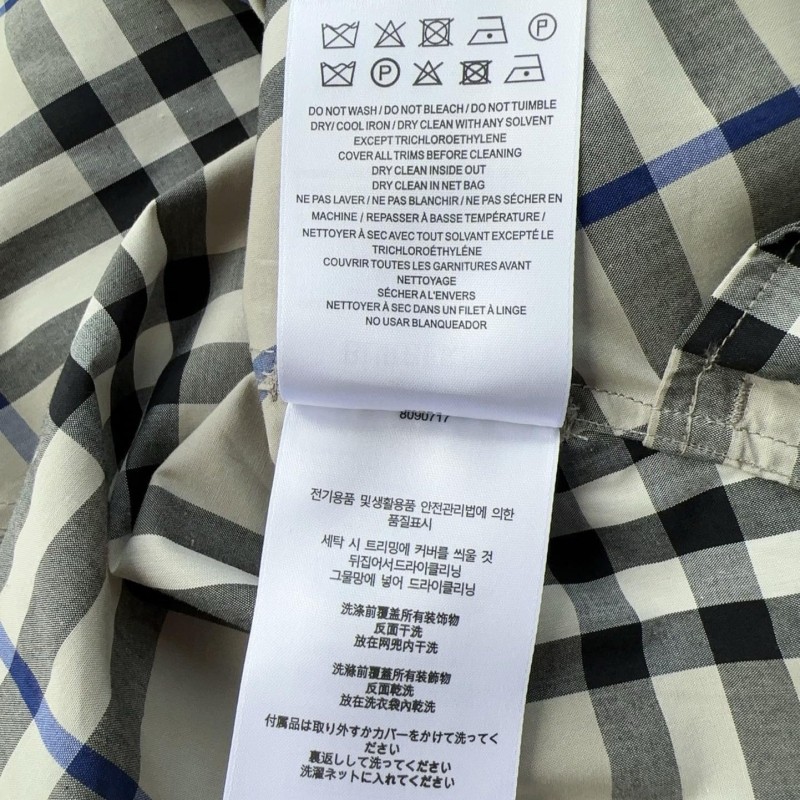 P
P
DO NOT WASH / DO NOT BLEACH / DO NOT TUIMBLE
DRY/ COOL IRON / DRY CLEAN WITH ANY SOLVENT
EXCEPT TRICHLOROETHYLENE
COVER ALL TRIMS BEFORE CLEANING
DRY CLEAN INSIDE OUT
DRY CLEAN IN NET BAG
NE PAS LAVER / NE PAS BLANCHIR / NE PAS SÉCHER EN
MACHINE / REPASSER À BASSE TEMPÉRATURE /
NETTOYER À SEC AVEC TOUT SOLVANT EXCEPTÉ LE
TRICHLOROÉTHYLÉNE
COUVRIR TOUTES LES GARNITURES AVANT
NETTOYAGE
SÉCHER A L'ENVERS
NETTOYER À SEC DANS UN FILET À LINGE
NO USAR BLANQUEADOR
8090717
전기용품 및생활용품 안전관리법에 의한
품질표시
세탁 시 트리밍에 커버를 씌울 것
뒤집어서드라이클리닝
그물망에 넣어 드라이클리닝
洗涤前覆盖所有装饰物
反面干洗
放在网兜内干洗
洗滌前覆蓋所有裝飾物
反面乾洗
放在洗衣袋內乾洗
付属品は取り外すかカバーをかけて洗ってく
ださい
裏返しして洗ってください
洗濯ネットに入れてください